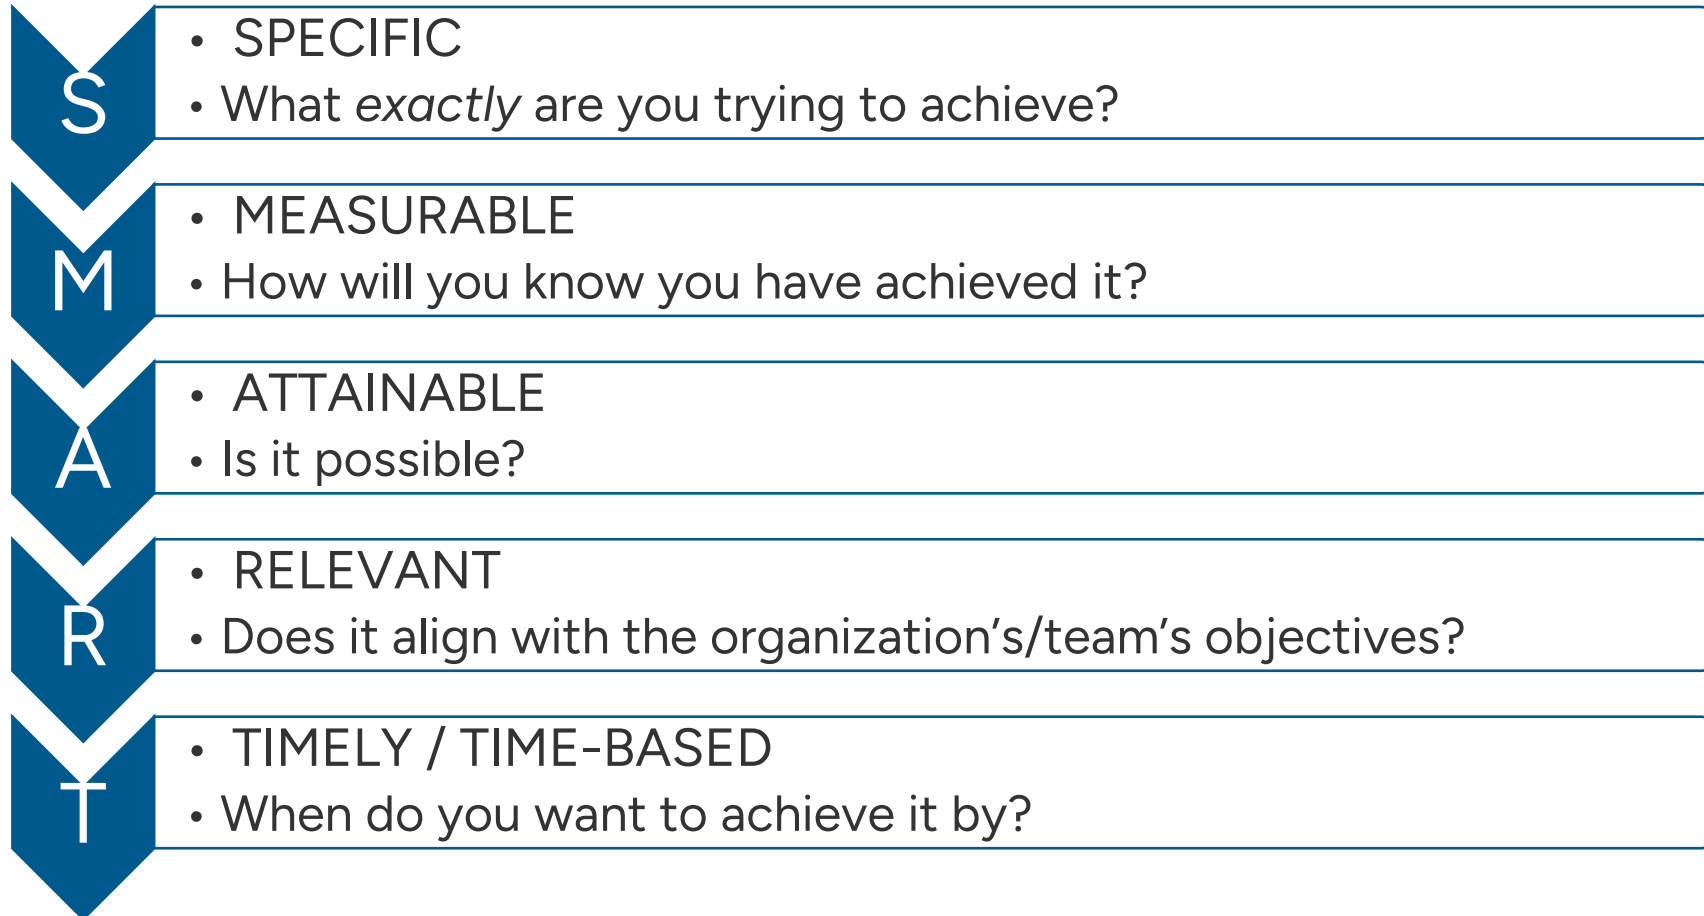 S
• SPECIFIC
• What exactly are you trying to achieve?
M
• MEASURABLE
• How will you know you have achieved it?
A
• ATTAINABLE
• Is it possible?
R
• RELEVANT
• Does it align with the organization’s/team’s objectives?
T
• TIMELY / TIME-BASED
• When do you want to achieve it by?